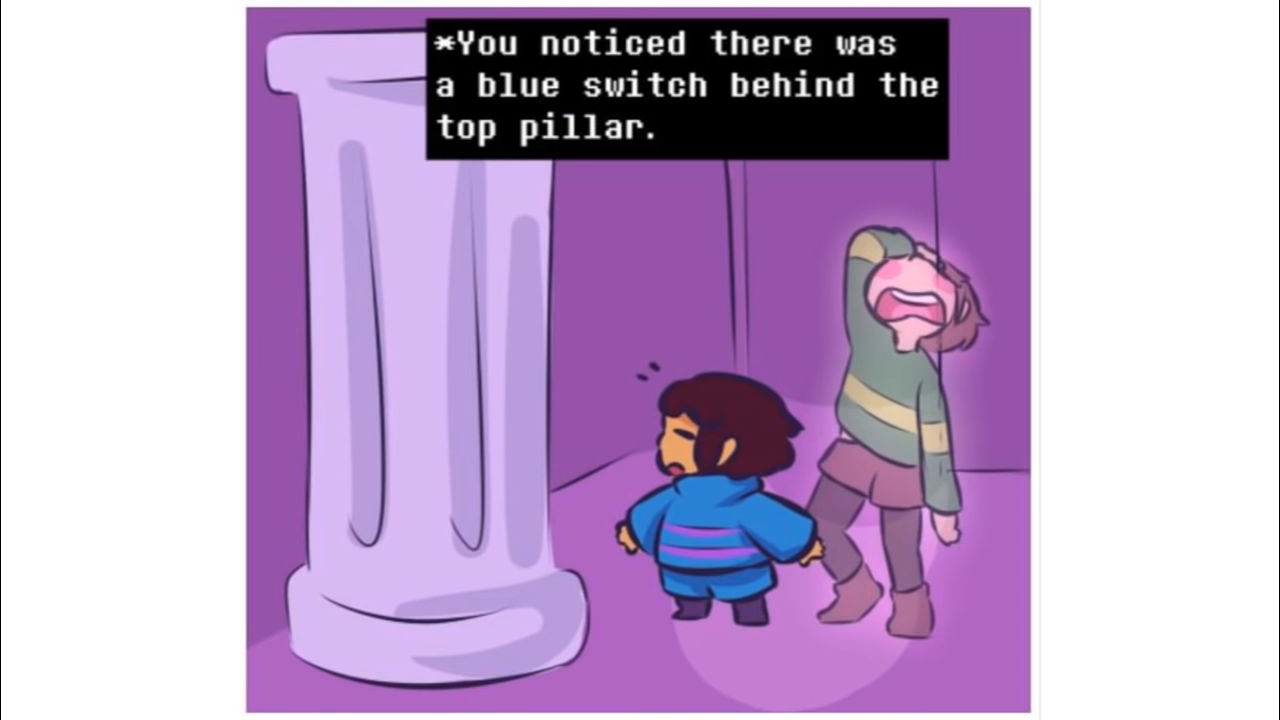 *You noticed there was
a blue switch behind the
top pillar.